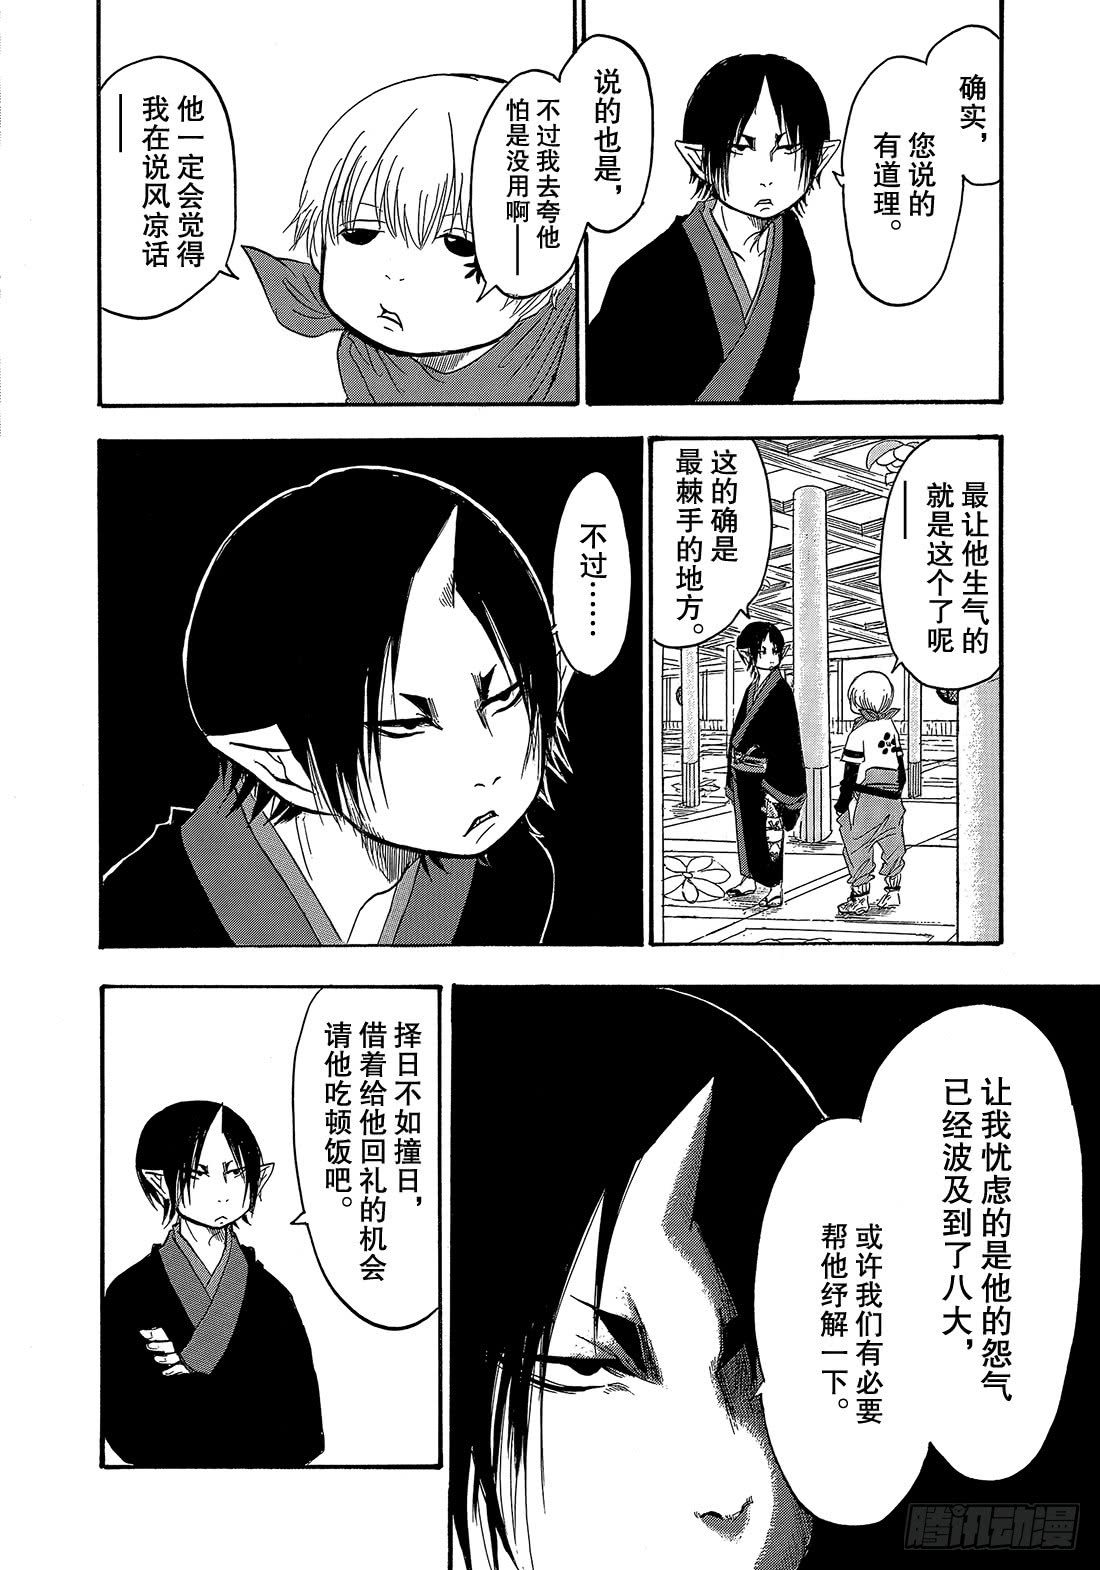 确实，
您说的
有道理。
说的也是，
不过我去夸他
怕是没用啊——
他一定会觉得
我在说风凉话
——
最让他生气的
就是这个了呢
——
这的确是
最棘手的地方。
不过……
让我忧虑的是他的怨气
已经波及到了八大，
或许我们有必要
帮他纾解一下。
择日不如撞日，
借着给他回礼的机会
请他吃顿饭吧。
腾讯动漫